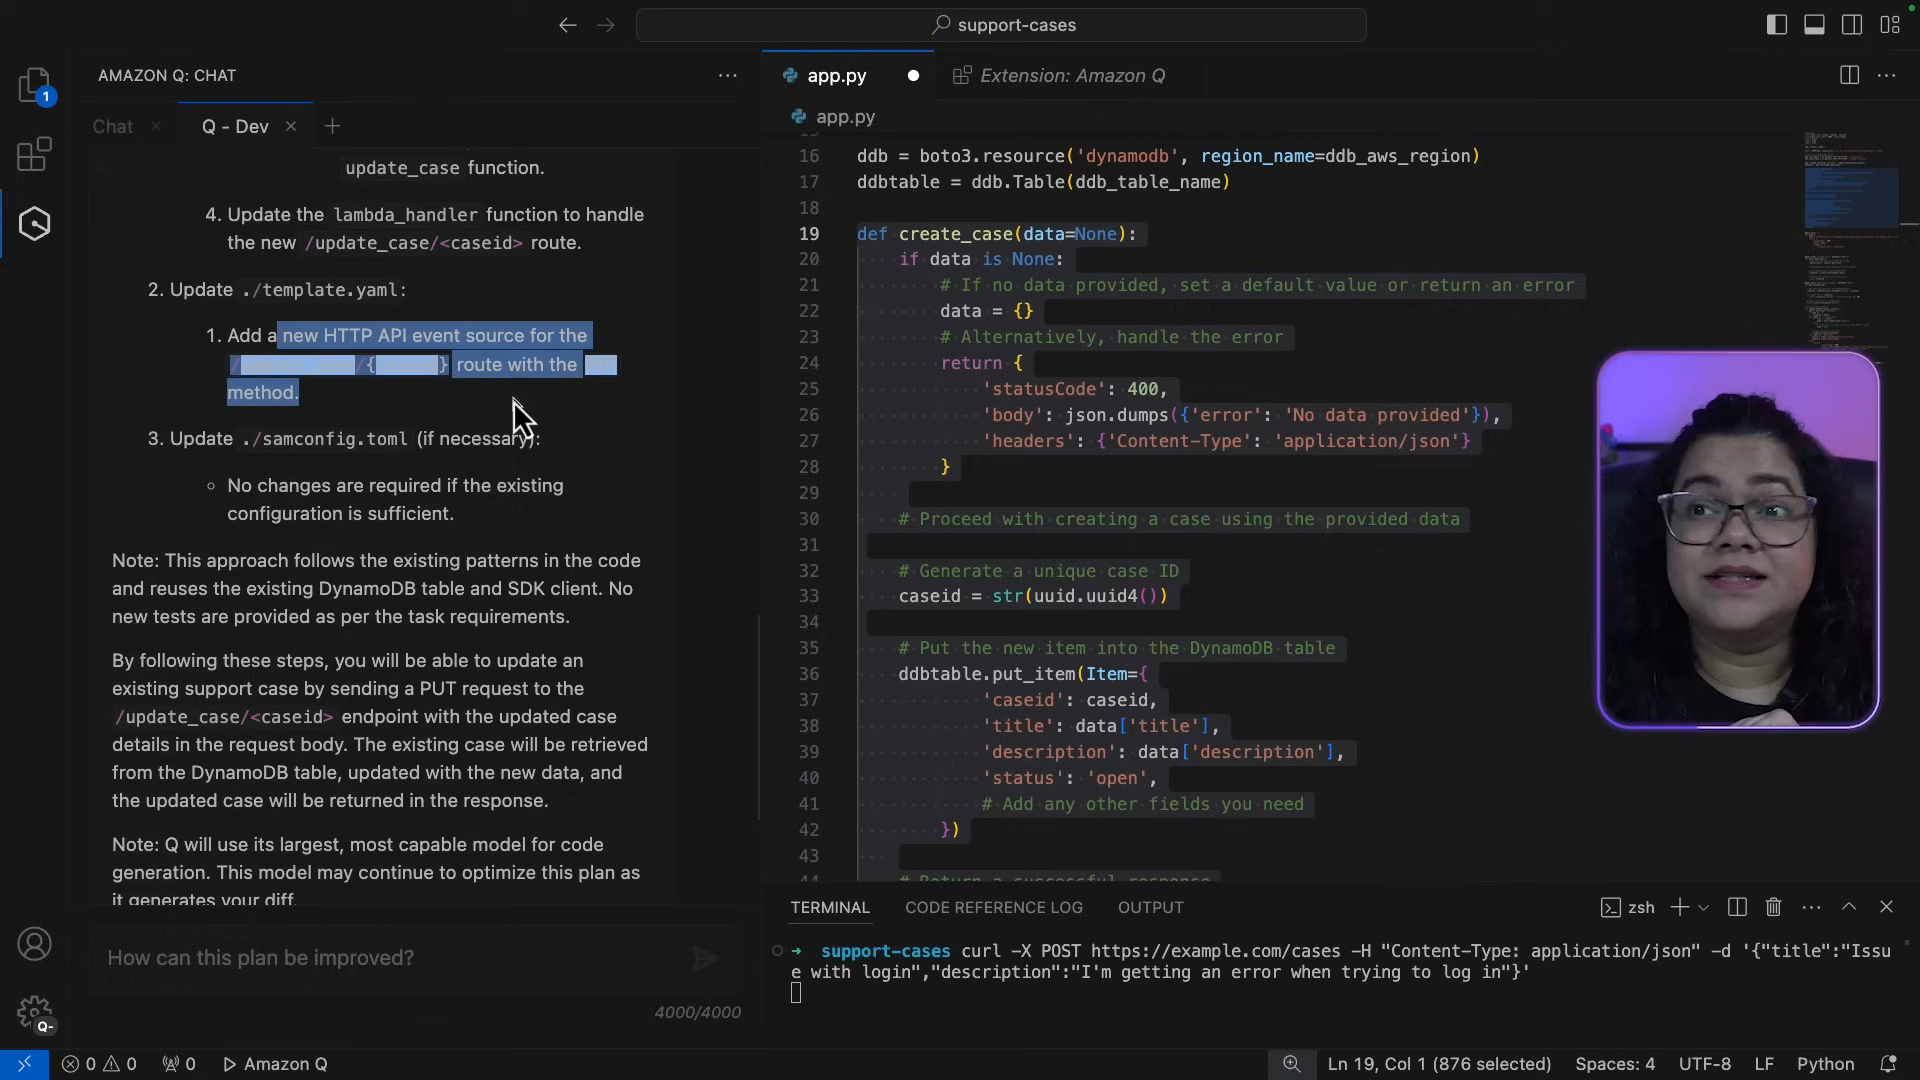 support-cases
AMAZON Q: CHAT
1
Chat
Q - Dev
update_case function.
4. Update the lambda_handler function to handle
the new /update_case/<caseid> route.
2. Update ./template.yaml:
1. Add a new HTTP API event source for the
route with the
method.
3. Update ./samconfig.toml (if necessary):
No changes are required if the existing
configuration is sufficient.
Note: This approach follows the existing patterns in the code
and reuses the existing DynamoDB table and SDK client. No
new tests are provided as per the task requirements.
By following these steps, you will be able to update an
existing support case by sending a PUT request to the
/update_case/<caseid> endpoint with the updated case
details in the request body. The existing case will be retrieved
from the DynamoDB table, updated with the new data, and
the updated case will be returned in the response.
Note: Q will use its largest, most capable model for code
generation. This model may continue to optimize this plan as
it generates your diff.
How can this plan be improved?
4000/4000
Q-
app.py
Extension: Amazon Q
app.py
16 ddb = boto3.resource('dynamodb', region_name=ddb_aws_region)
17 ddbtable = ddb.Table(ddb_table_name)
18
19 def create_case(data=None):
20 if data is None:
21 # If no data provided, set a default value or return an error
22 data = {}
23 # Alternatively, handle the error
24 return {
25 'statusCode': 400,
26 'body': json.dumps({'error': 'No data provided'}),
27 'headers': {'Content-Type': 'application/json'}
28 }
29
30 # Proceed with creating a case using the provided data
31
32 # Generate a unique case ID
33 caseid = str(uuid.uuid4())
34
35 # Put the new item into the DynamoDB table
36 ddbtable.put_item(Item={
37 'caseid': caseid,
38 'title': data['title'],
39 'description': data['description'],
40 'status': 'open',
41 # Add any other fields you need
42 })
43
44 # Return a successful response
TERMINAL CODE REFERENCE LOG OUTPUT
zsh
support-cases curl -X POST https://example.com/cases -H "Content-Type: application/json" -d '{"title":"Issu
e with login","description":"I'm getting an error when trying to log in"}'
0 0 0 Amazon Q
Ln 19, Col 1 (876 selected) Spaces: 4 UTF-8 LF Python